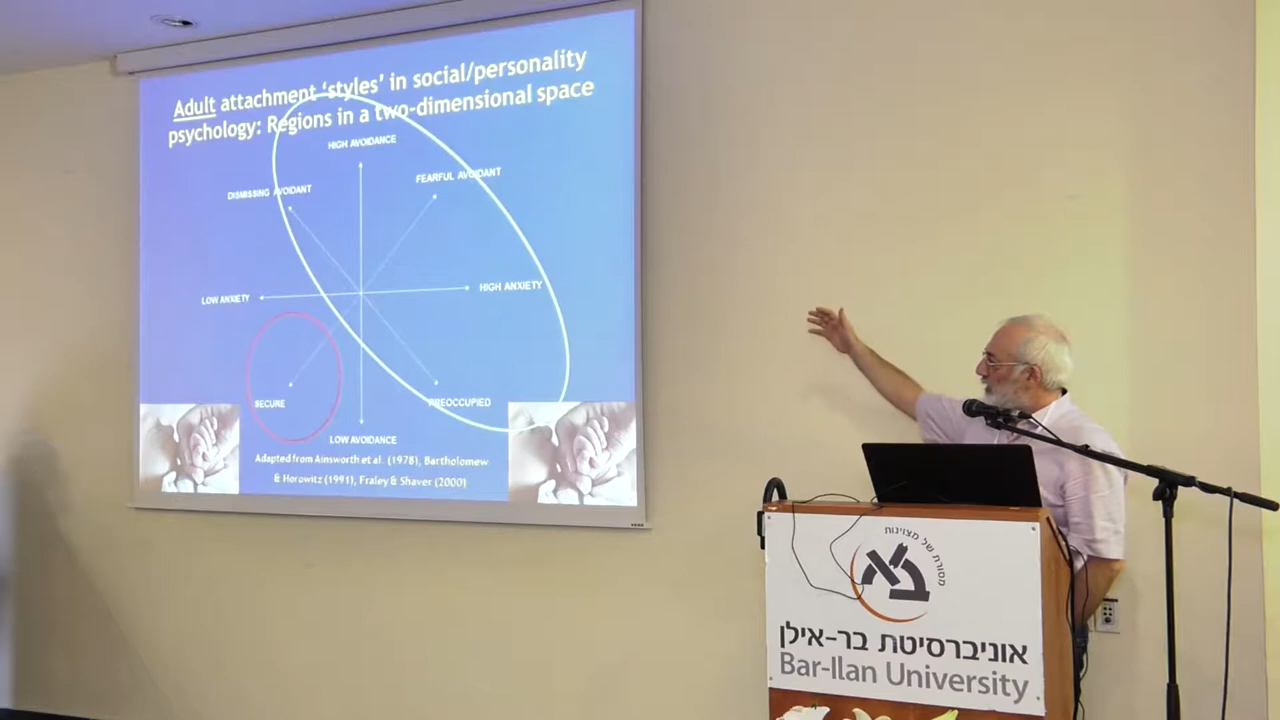 Adult attachment ‘styles’ in social/personality
psychology: Regions in a two-dimensional space
HIGH AVOIDANCE
FEARFUL AVOIDANT
DISMISSING AVOIDANT
HIGH ANXIETY
LOW ANXIETY
SECURE
PREOCCUPIED
LOW AVOIDANCE
Adapted from Ainsworth et al. (1978), Bartholomew
& Horowitz (1991), Fraley & Shaver (2000)
מסורת של מצוינות
אוניברסיטת בר-אילן
Bar-Ilan University